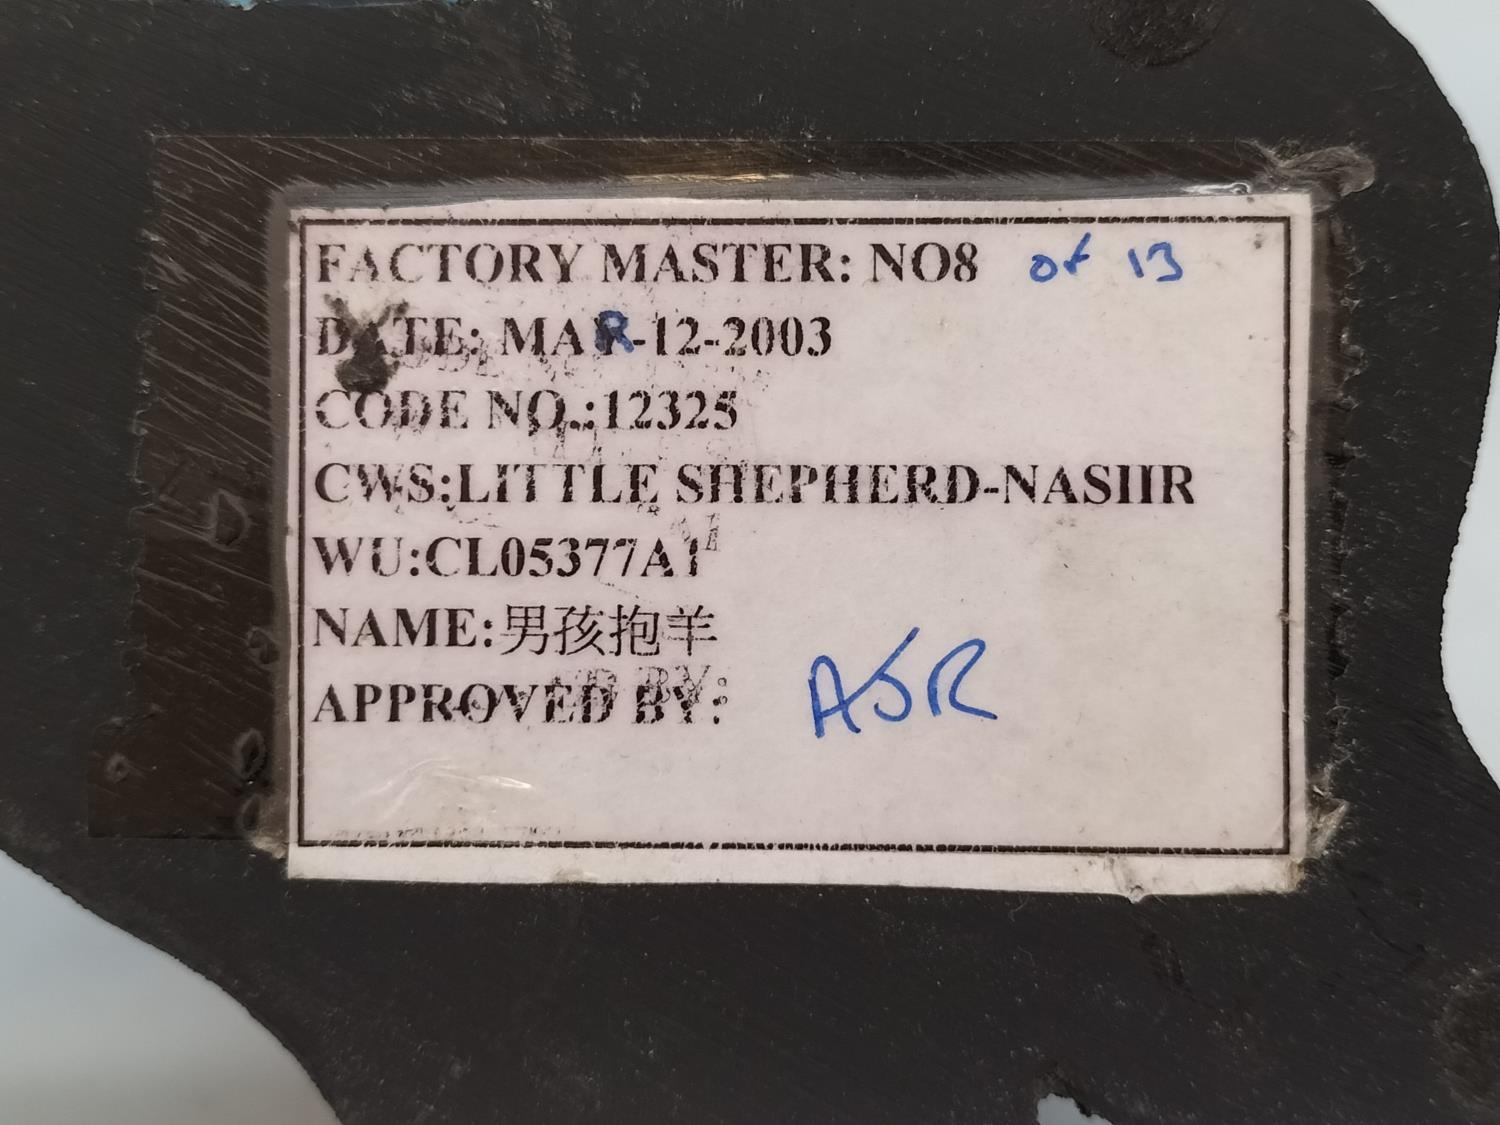 FACTORY MASTER: NO8 of 13
DATE: MAR-12-2003
CODE NO.:12325
CWS:LITTLE SHEPHERD-NASIIR
WU:CL05377A1
NAME:男孩抱羊
APPROVED BY: ASR